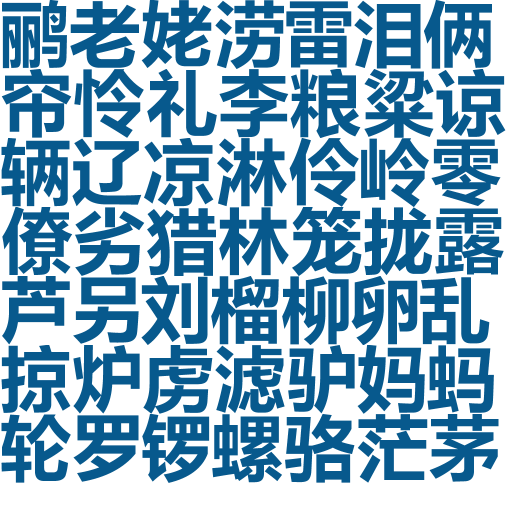 鹂老姥涝雷泪俩
帘怜礼李粮粱谅
辆辽凉淋伶岭零
僚劣猎林笼拢露
芦另刘榴柳卵乱
掠炉虏滤驴妈蚂
轮罗锣螺骆茫茅